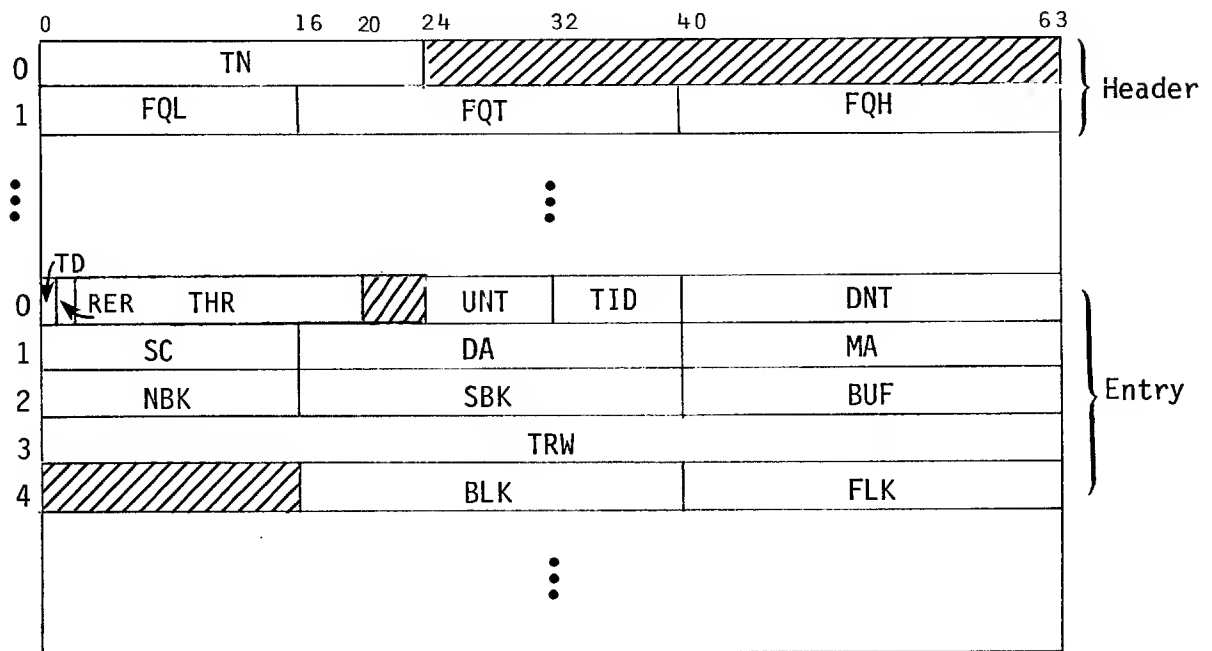 0 16 20 24 32 40 63
0 TN
Header
1 FQL FQT FQH
TD
0 RER THR UNT TID DNT
1 SC DA MA
2 NBK SBK BUF
Entry
3 TRW
4 BLK FLK